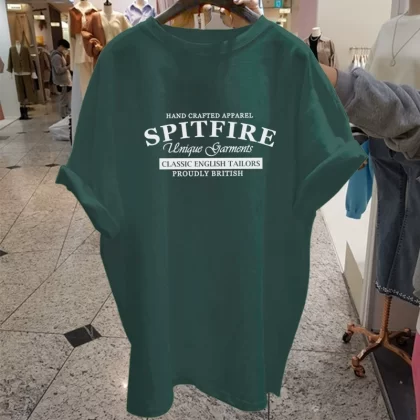 HAND CRAFTED APPAREL
SPITFIRE
Unique Garments
CLASSIC ENGLISH TAILORS
PROUDLY BRITISH